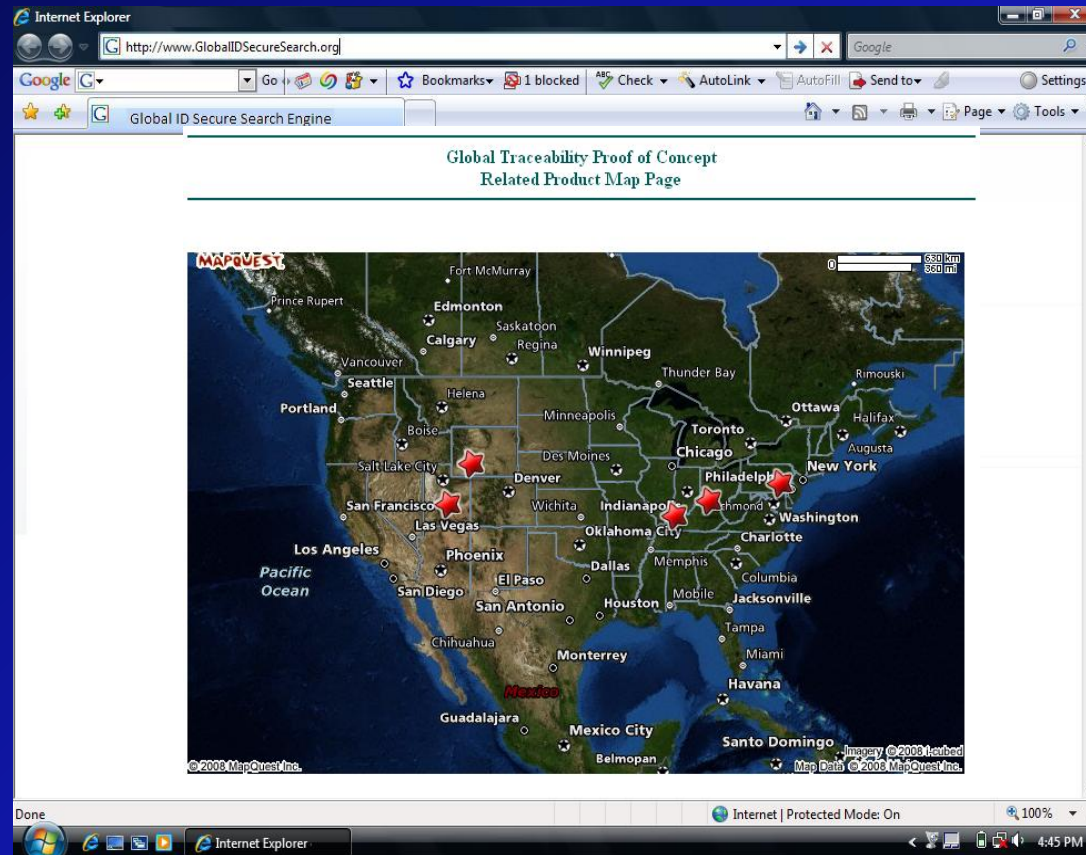 Internet Explorer
http://www.GlobalIDSecureSearch.org
Google
Google G Go Bookmarks 1 blocked Check AutoLink AutoFill Send to Settings
Global ID Secure Search Engine
Page Tools
Global Traceability Proof of Concept
Related Product Map Page
MAPQUEST
0
630 km
360 mi
Fort McMurray
Prince Rupert
Edmonton
Saskatoon
Calgary
Regina
Winnipeg
Vancouver
Thunder Bay
Rimouski
Seattle
Helena
Portland
Minneapolis
Ottawa
Halifax
Boise
Toronto
Augusta
Chicago
Salt Lake City
Des Moines
New York
Denver
Philadelph
San Francisco
Wichita
Indianapo
chmond
Washington
Las Vegas
Oklahoma City
Charlotte
Los Angeles
Phoenix
Dallas
Memphis
Pacific
Ocean
El Paso
Columbia
San Diego
San Antonio
Houston
Mobile
Jacksonville
Tampa
Chihuahua
Monterrey
Miami
Mexico
Havana
Guadalajara
Mexico City
Santo Domingo
Belmopan
Imagery © 2008 i-cubed
© 2008 MapQuest Inc.
Map Data © 2008 MapQuest Inc.
Done
Internet | Protected Mode: On
100%
Internet Explorer
4:45 PM